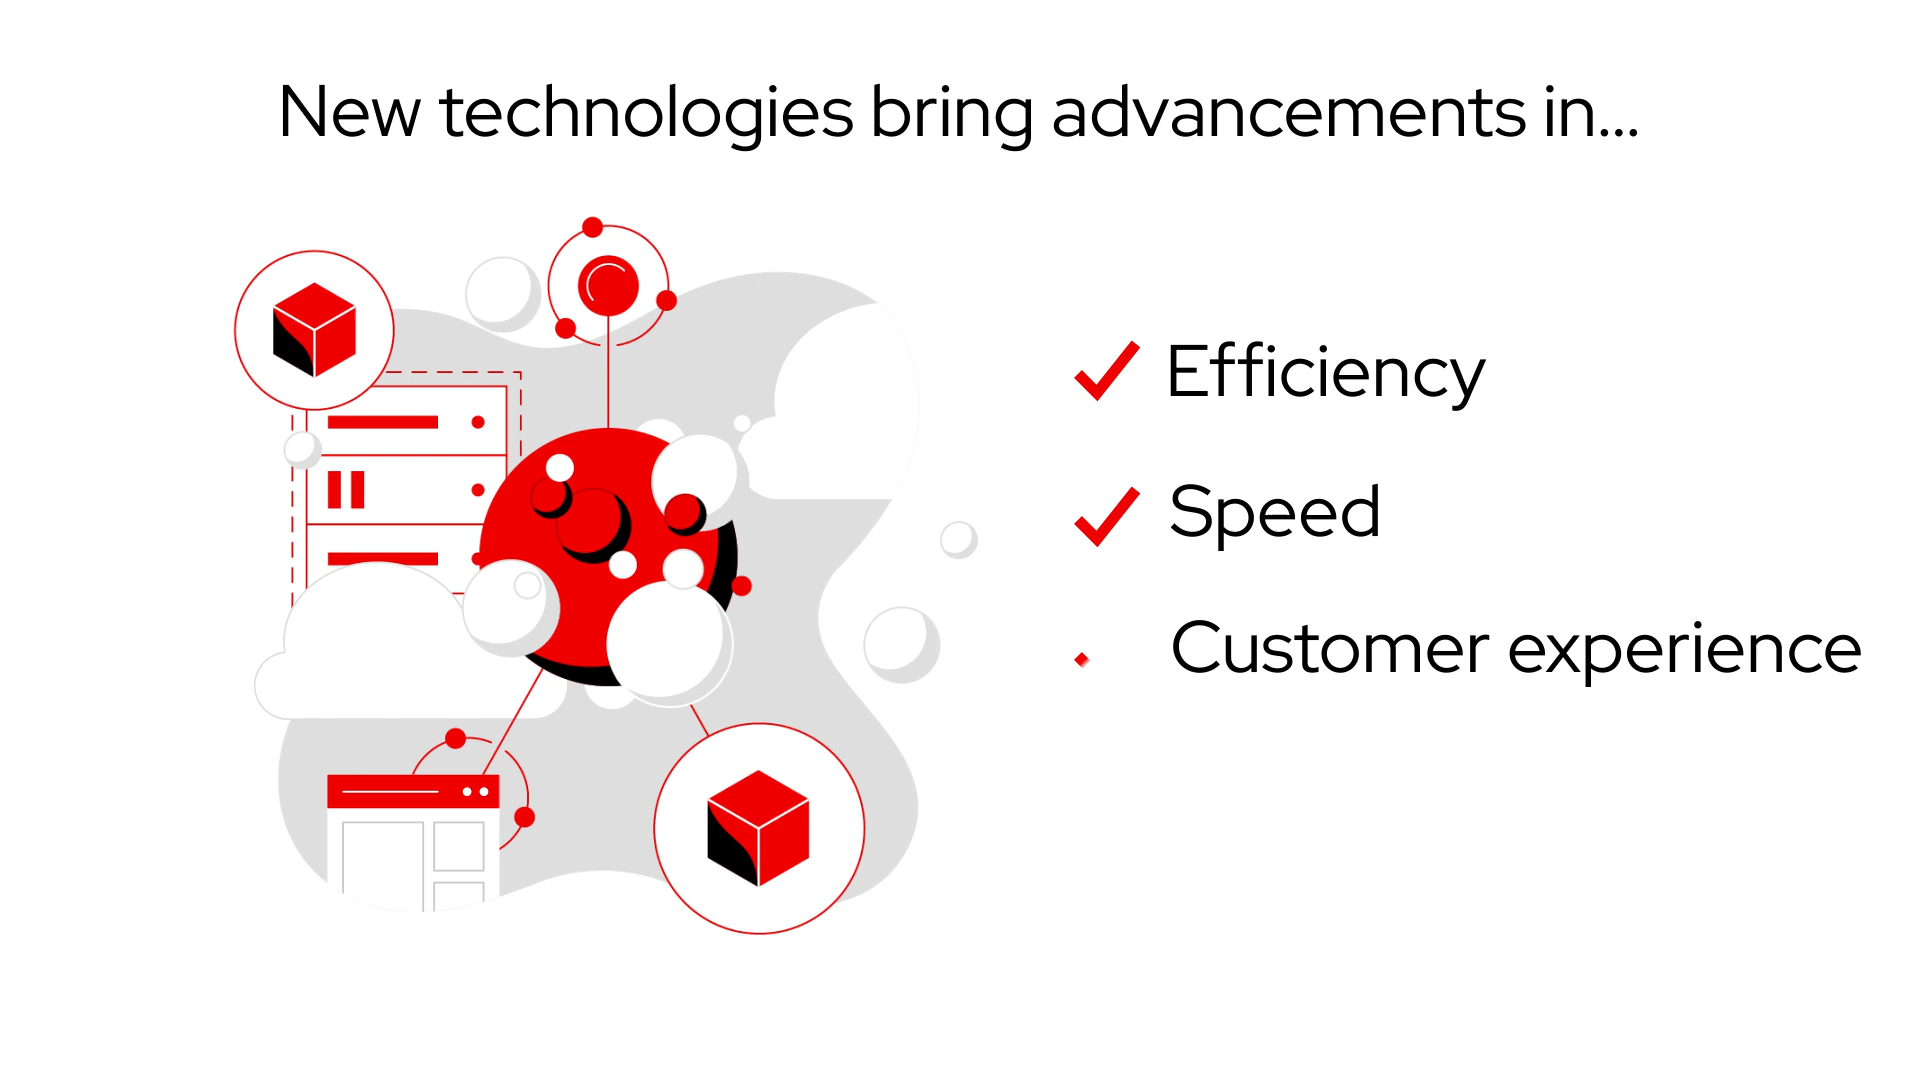 New technologies bring advancements in...
Efficiency
Speed
Customer experience